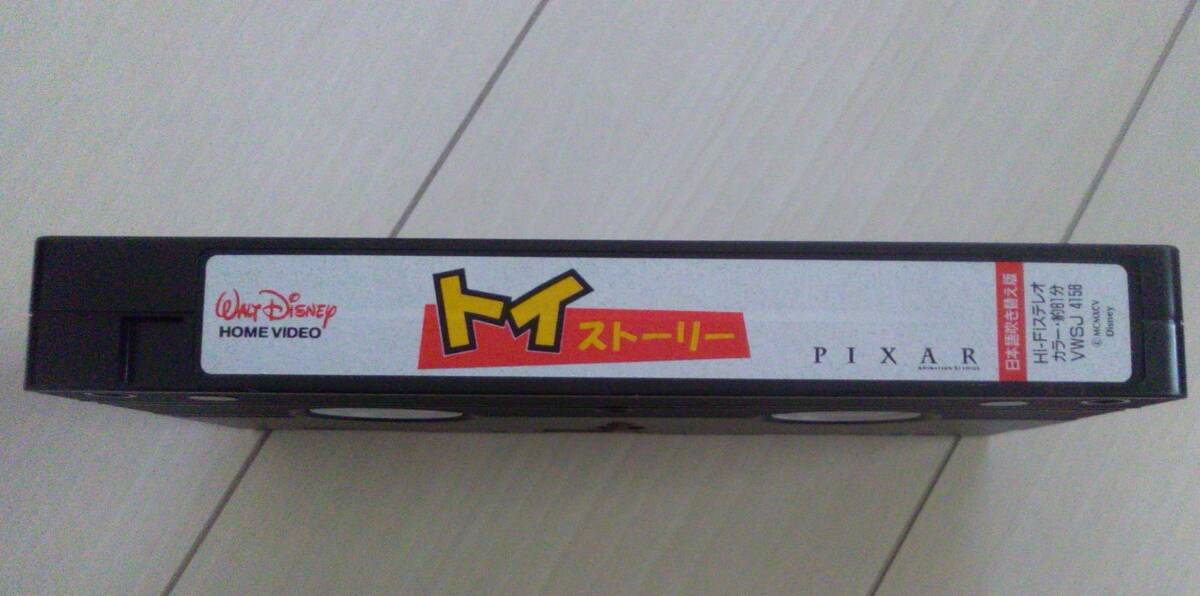 WALT DISNEY
HOME VIDEO
トイ
ストーリー
PIXAR
ANIMATION STUDIOS
日本語吹き替え版
Hi-Fiステレオ
カラー・約81分
VWSJ 4158
© MCMXCV
Disney